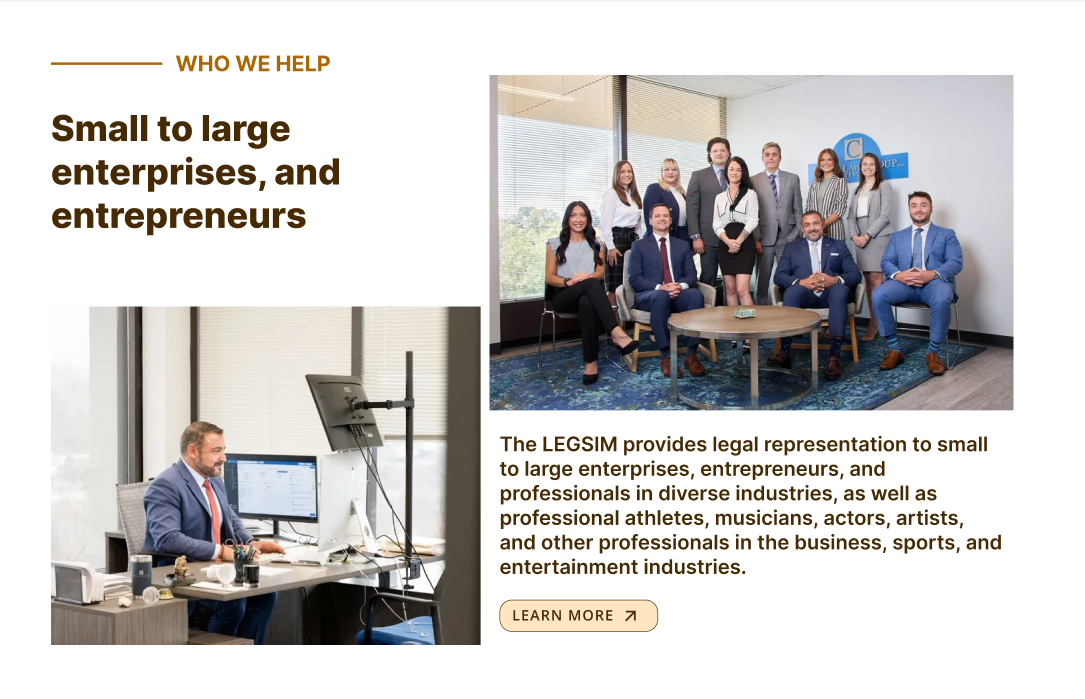 WHO WE HELP
Small to large
enterprises, and
entrepreneurs
C
The LEGSIM provides legal representation to small
to large enterprises, entrepreneurs, and
professionals in diverse industries, as well as
professional athletes, musicians, actors, artists,
and other professionals in the business, sports, and
entertainment industries.
LEARN MORE